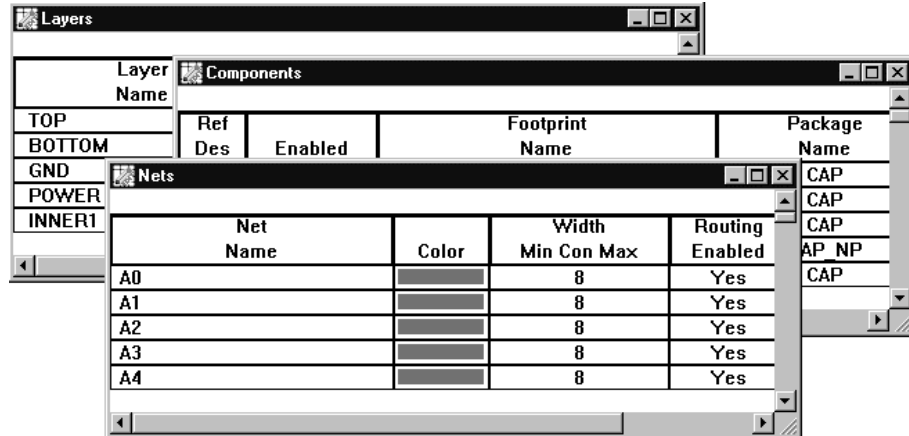 Layers
Layer
Name
TOP
BOTTOM
GND
POWER
INNER1
Components
Ref Footprint Package
Des Enabled Name Name
CAP
CAP
CAP
AP_NP
CAP
Nets
Net Width Routing
Name Color Min Con Max Enabled
A0 8 Yes
A1 8 Yes
A2 8 Yes
A3 8 Yes
A4 8 Yes